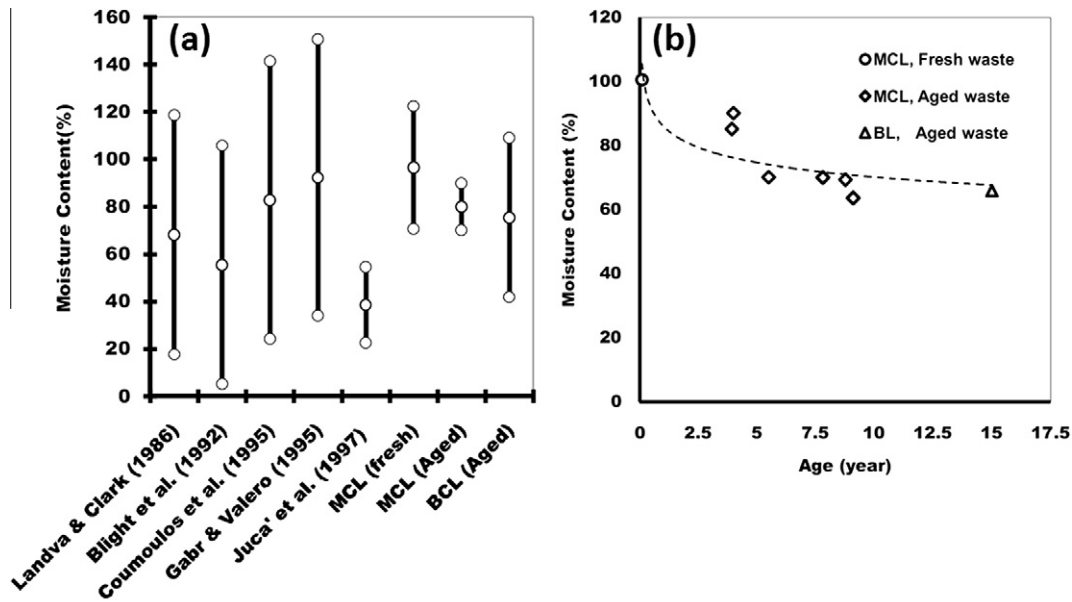 (a)
Moisture Content(%)
160
140
120
100
80
60
40
20
0
Landva & Clark (1986)
Blight et al. (1992)
Coumoulos et al. (1995)
Gabr & Valero (1995)
Juca' et al. (1997)
MCL (fresh)
MCL (Aged)
BCL (Aged)
(b)
Moisture Content (%)
120
100
80
60
40
20
0
MCL, Fresh waste
MCL, Aged waste
BL, Aged waste
0 2.5 5 7.5 10 12.5 15 17.5
Age (year)